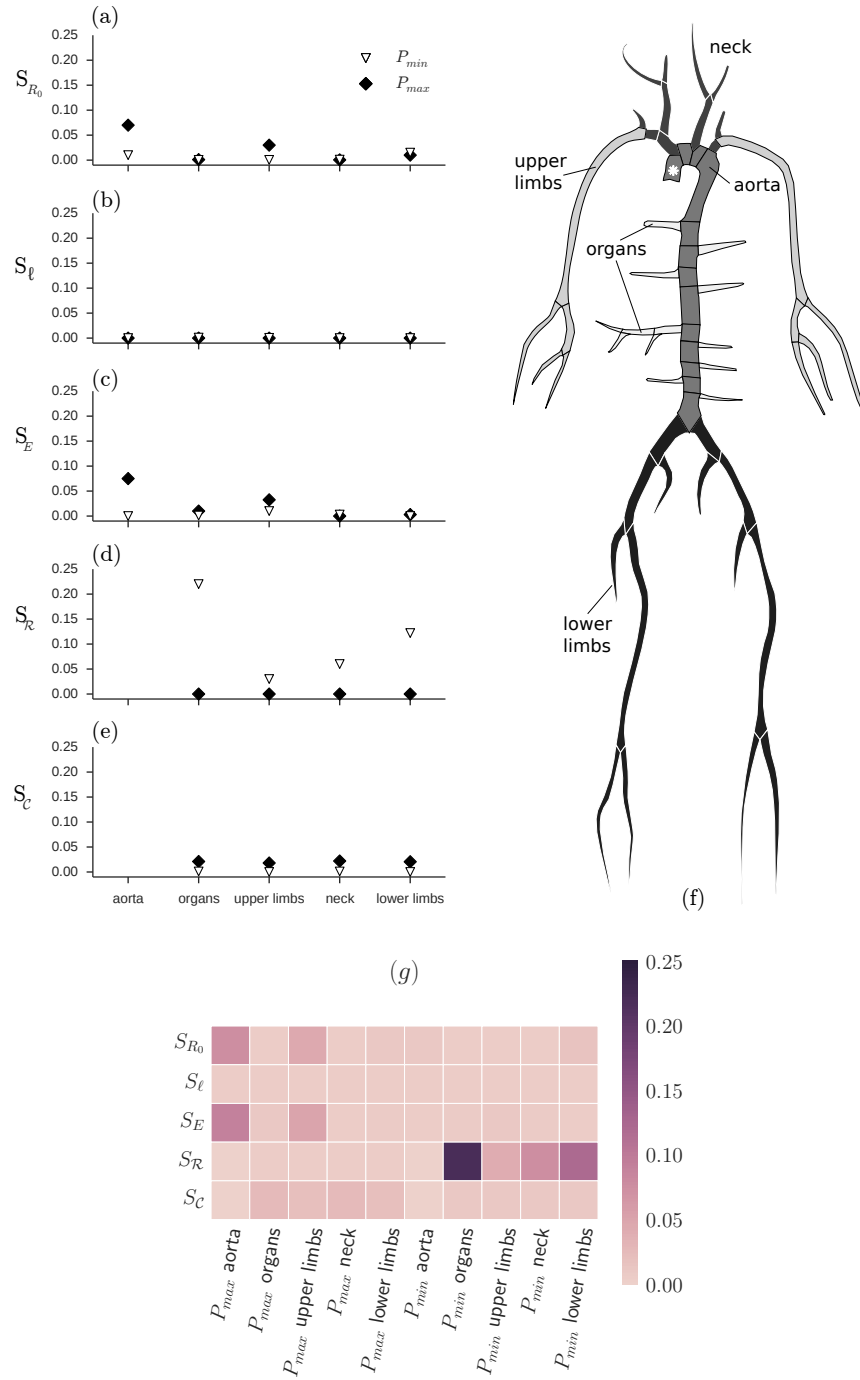 (a)
0.25
0.20
0.15
0.10
0.05
0.00
S_{R_0}
P_{min}
P_{max}
(b)
0.25
0.20
0.15
0.10
0.05
0.00
S_ℓ
(c)
0.25
0.20
0.15
0.10
0.05
0.00
S_E
(d)
0.25
0.20
0.15
0.10
0.05
0.00
S_ℛ
(e)
0.25
0.20
0.15
0.10
0.05
0.00
S_𝒞
aorta organs upper limbs neck lower limbs
neck
upper
limbs
aorta
organs
lower
limbs
(f)
(g)
S_{R_0}
S_ℓ
S_E
S_ℛ
S_𝒞
P_{max} aorta
P_{max} organs
P_{max} upper limbs
P_{max} neck
P_{max} lower limbs
P_{min} aorta
P_{min} organs
P_{min} upper limbs
P_{min} neck
P_{min} lower limbs
0.25
0.20
0.15
0.10
0.05
0.00